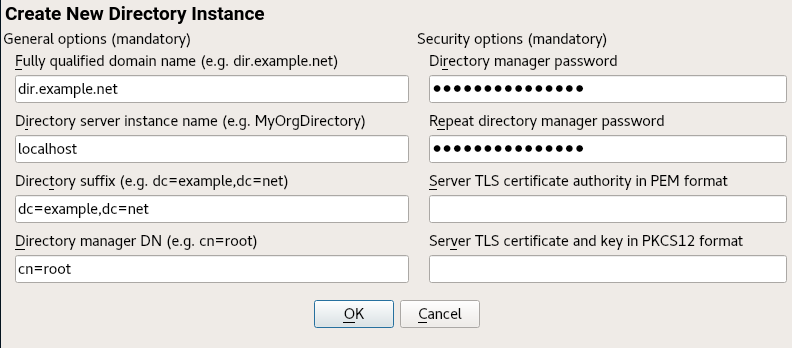 Create New Directory Instance
General options (mandatory)
Fully qualified domain name (e.g. dir.example.net)
dir.example.net
Directory server instance name (e.g. MyOrgDirectory)
localhost
Directory suffix (e.g. dc=example,dc=net)
dc=example,dc=net
Directory manager DN (e.g. cn=root)
cn=root
Security options (mandatory)
Directory manager password
●●●●●●●●●●●●●●●
Repeat directory manager password
●●●●●●●●●●●●●●●
Server TLS certificate authority in PEM format
Server TLS certificate and key in PKCS12 format
OK
Cancel